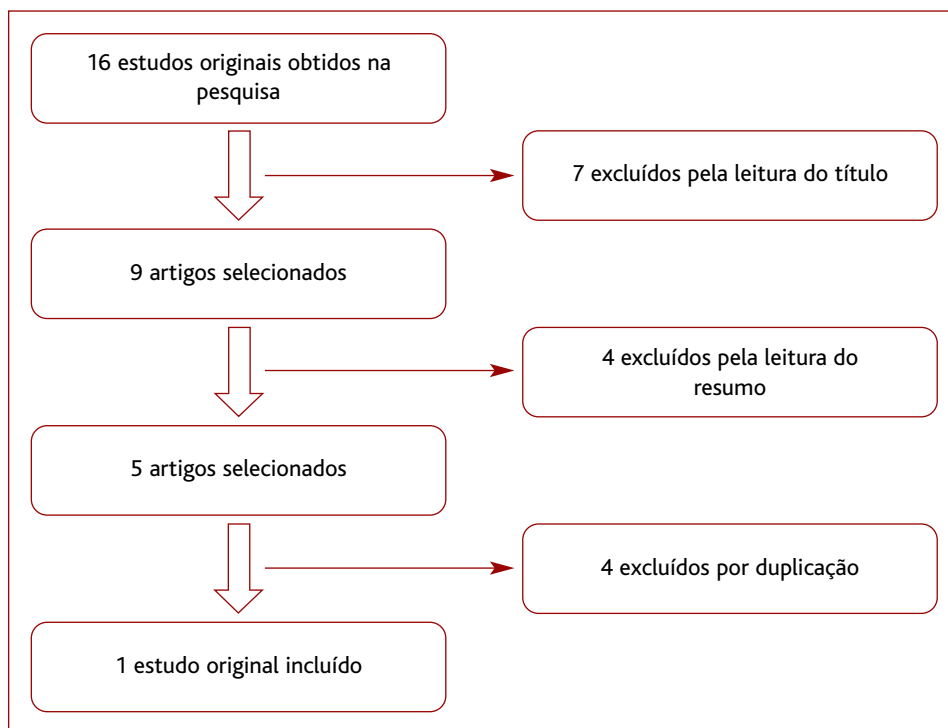 16 estudos originais obtidos na
pesquisa
7 excluídos pela leitura do título
9 artigos selecionados
4 excluídos pela leitura do
resumo
5 artigos selecionados
4 excluídos por duplicação
1 estudo original incluído